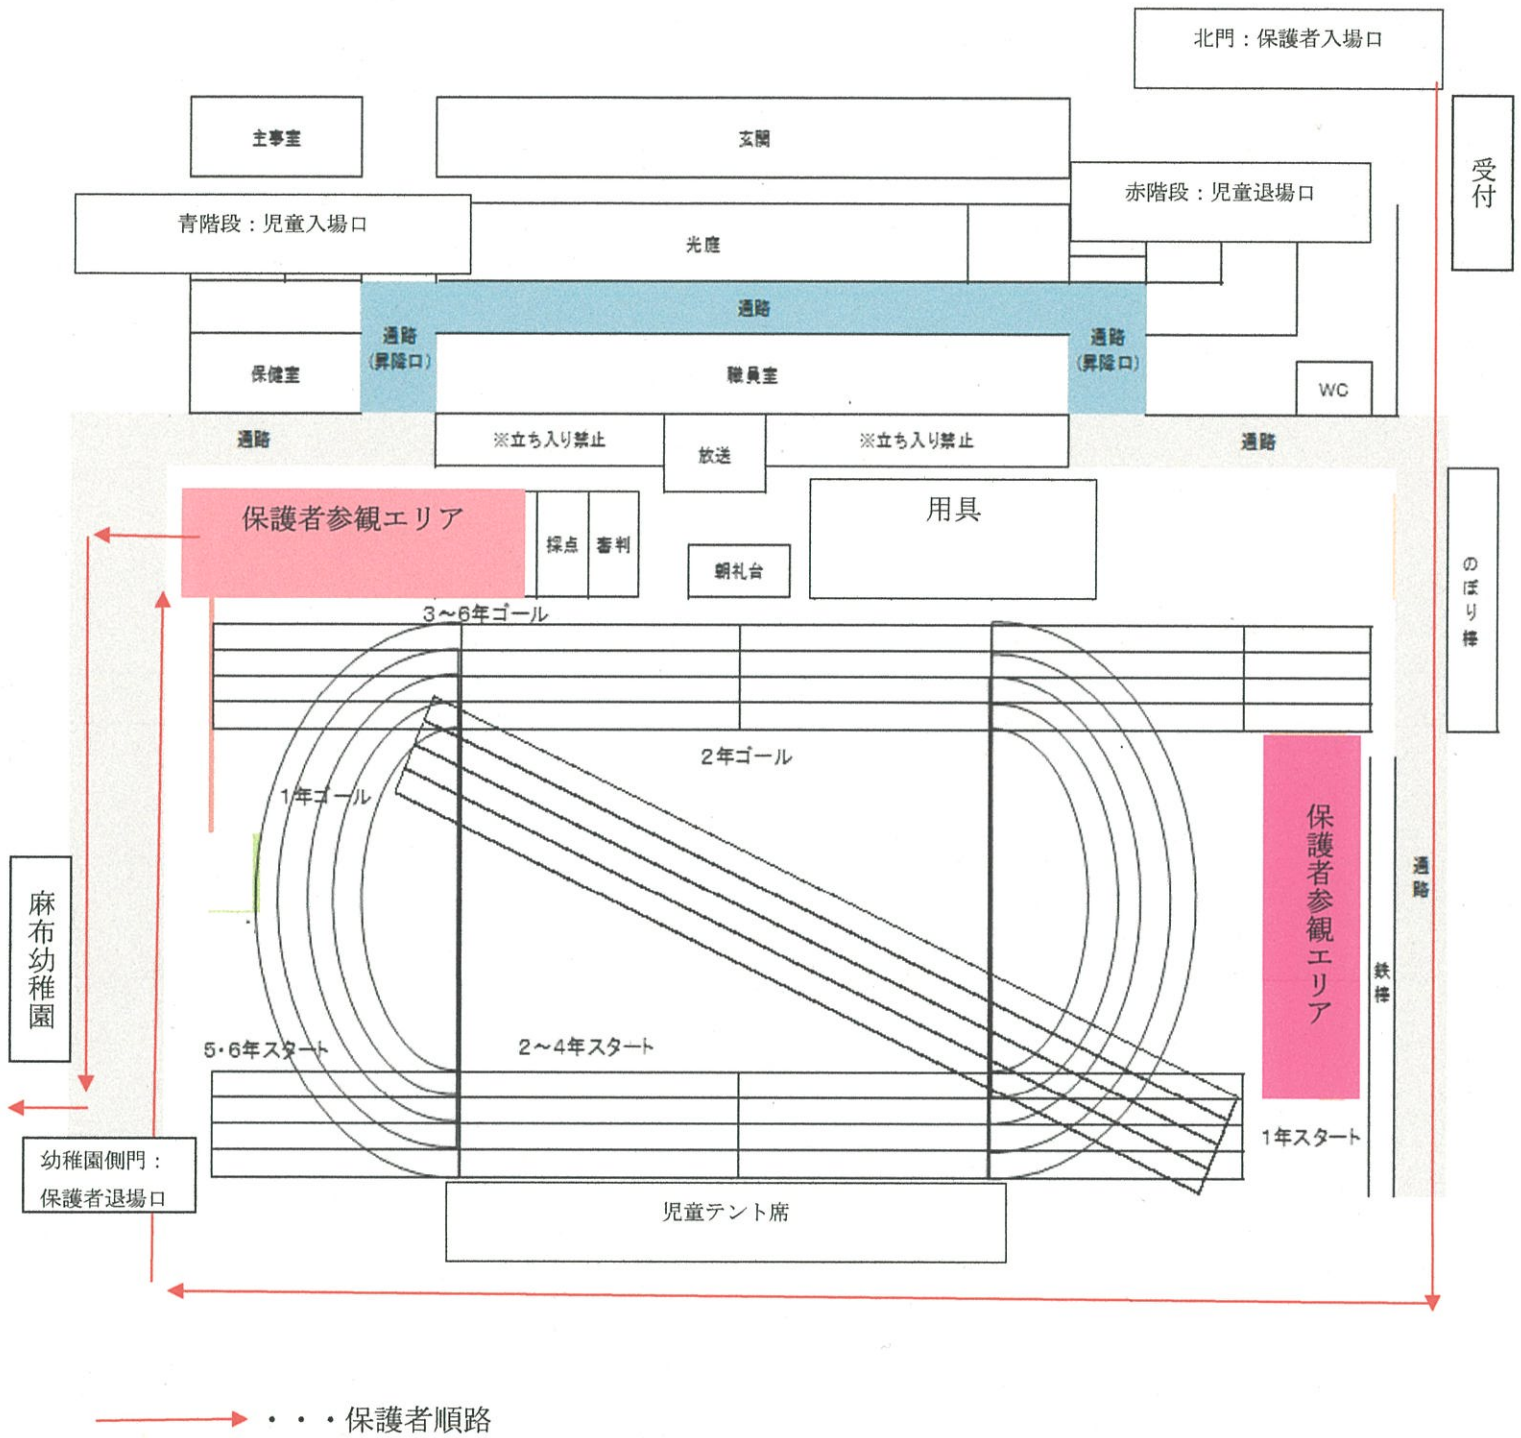 北門：保護者入場口
主事室
玄関
受付
赤階段：児童退場口
青階段：児童入場口
光庭
通路
通路
(昇降口)
通路
(昇降口)
保健室
職員室
WC
通路
※立ち入り禁止
放送
※立ち入り禁止
通路
保護者参観エリア
採点
審判
朝礼台
用具
のぼり棒
3～6年ゴール
2年ゴール
1年ゴール
保護者参観エリア
通路
鉄棒
麻布幼稚園
5・6年スタート
2～4年スタート
1年スタート
幼稚園側門：
保護者退場口
児童テント席
・・・保護者順路